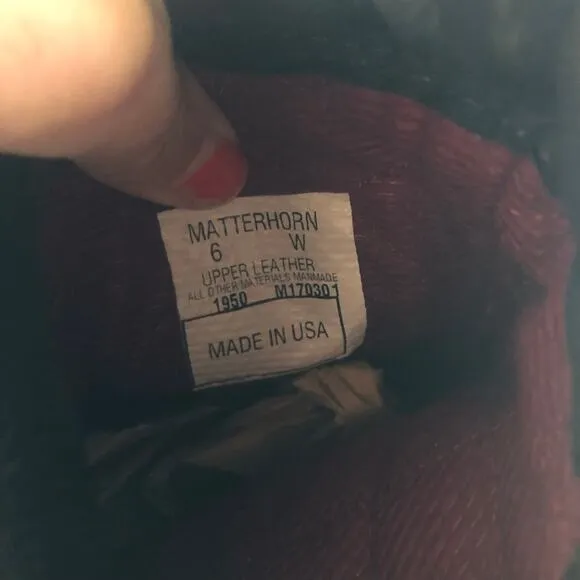 MATTERHORN
6 W
UPPER LEATHER
ALL OTHER MATERIALS MANMADE
1950 M170301
MADE IN USA